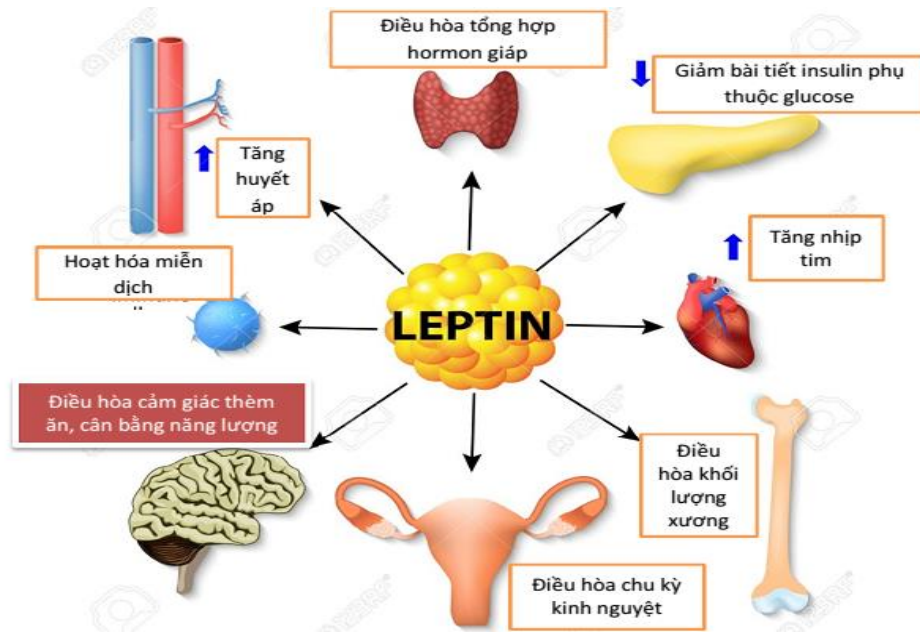 Điều hòa tổng hợp
hormon giáp
Giảm bài tiết insulin phụ
thuộc glucose
Tăng
huyết
áp
Tăng nhịp
tim
Hoạt hóa miễn
dịch
LEPTIN
Điều hòa cảm giác thèm
ăn, cân bằng năng lượng
Điều
hòa khối
lượng
xương
Điều hòa chu kỳ
kinh nguyệt